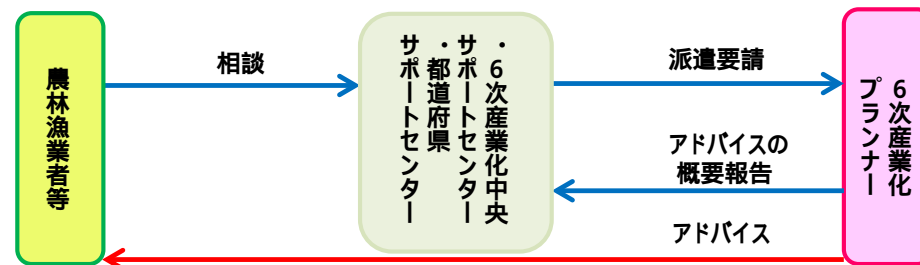 農林漁業者等
相談
・6次産業化中央
サポートセンター
・都道府県
サポートセンター
派遣要請
アドバイスの
概要報告
アドバイス
6次産業化
プランナー